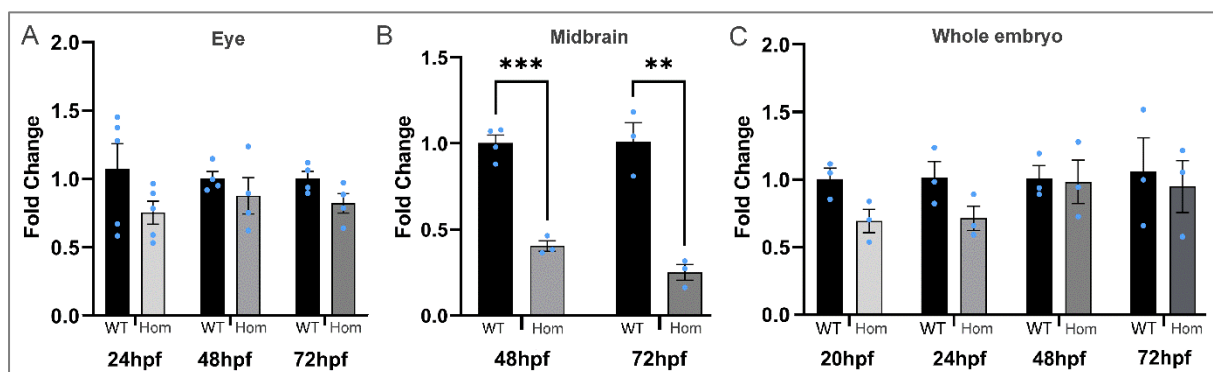 A
Eye
Fold Change
2.0
1.5
1.0
0.5
0.0
WT Hom WT Hom WT Hom
24hpf 48hpf 72hpf
B
Midbrain
Fold Change
1.5
1.0
0.5
0.0
*** **
WT Hom WT Hom
48hpf 72hpf
C
Whole embryo
Fold Change
2.0
1.5
1.0
0.5
0.0
WT Hom WT Hom WT Hom WT Hom
20hpf 24hpf 48hpf 72hpf